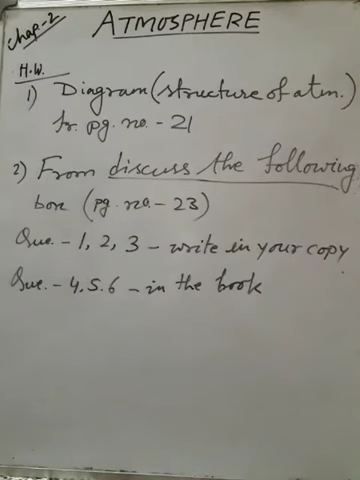 Chap.-2
ATMOSPHERE
H.W.
1) Diagram (structure of atm.)
fr. pg. no. - 21
2) From discuss the following
box (pg. no. - 23)
Que. - 1, 2, 3 - write in your copy
Que. - 4, 5, 6 - in the book